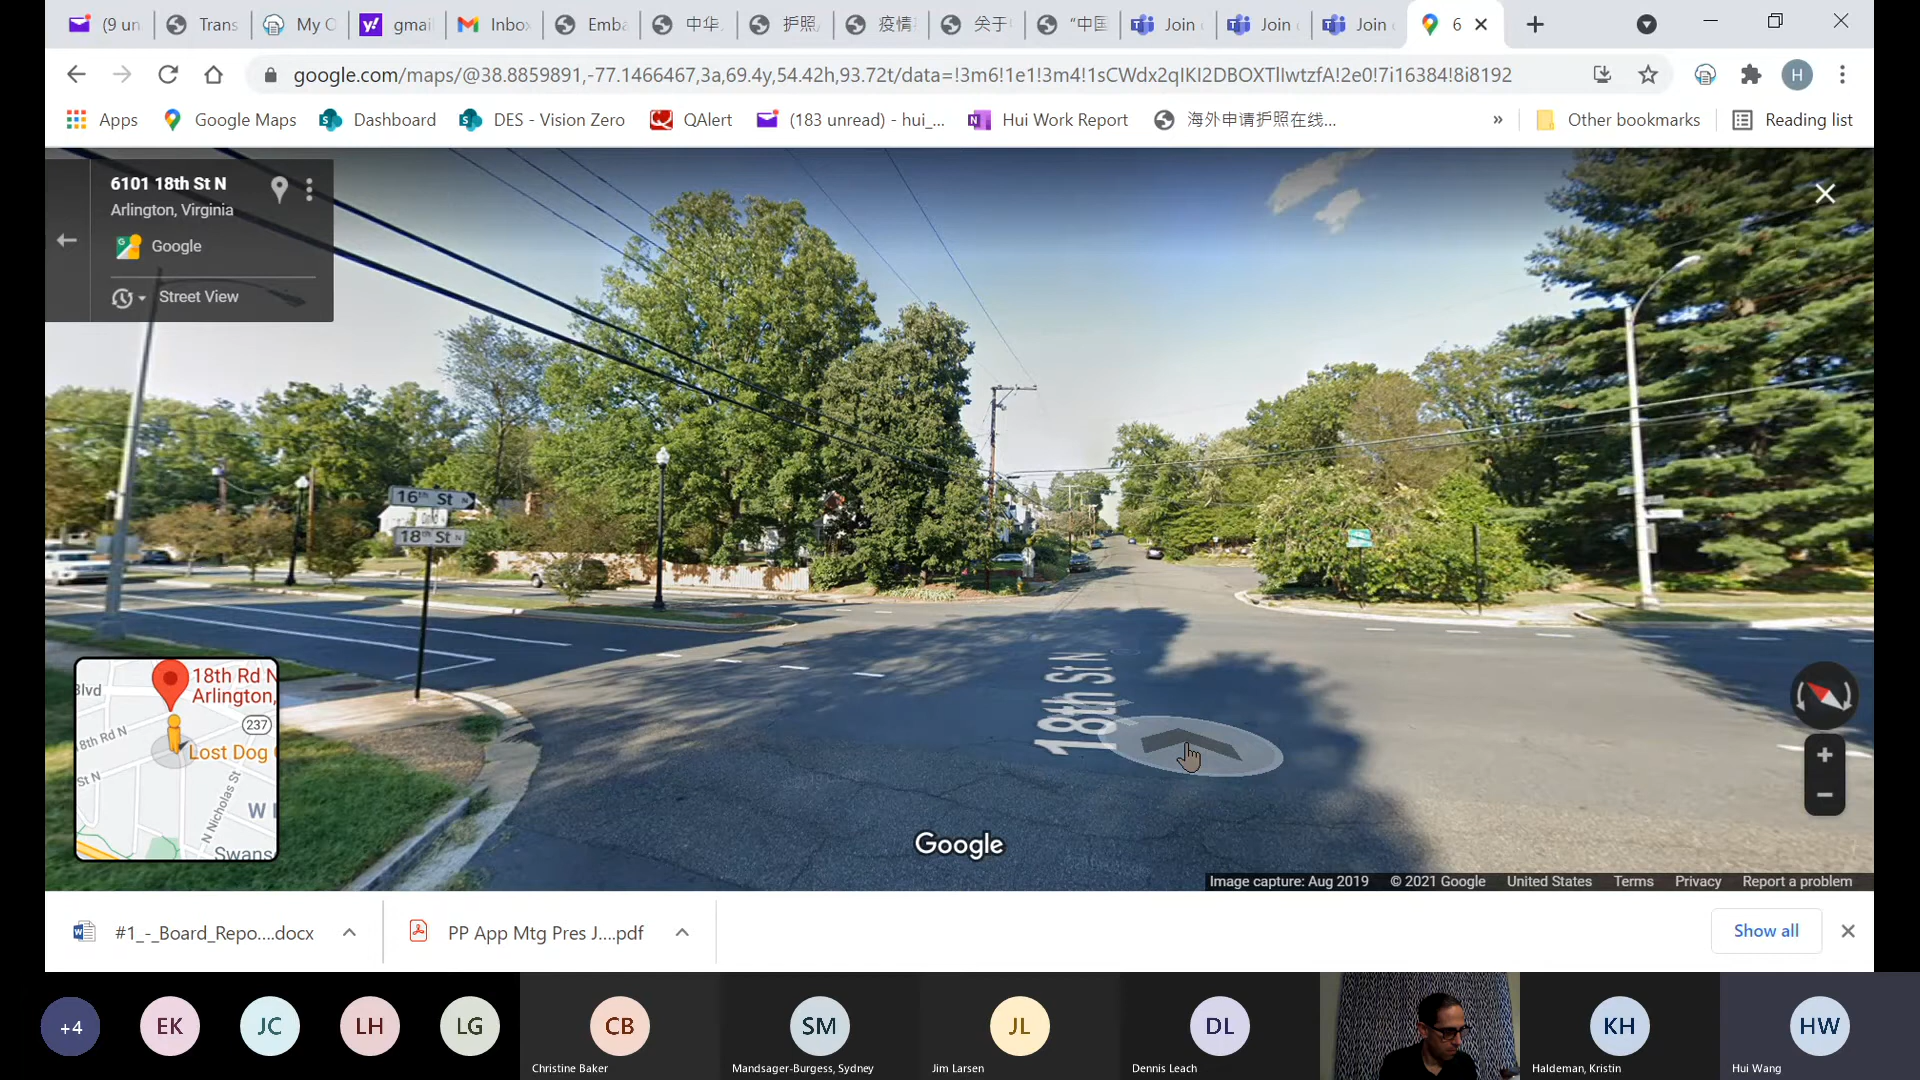 (9 un
Trans
My O
gmai
Inbo
Emba
中华
护照
疫情
关于
“中国
Join
Join
Join
6
google.com/maps/@38.8859891,-77.1466467,3a,69.4y,54.42h,93.72t/data=!3m6!1e1!3m4!1sCWdx2qIKI2DBOXTlIwtzfA!2e0!7i16384!8i8192
H
Apps
Google Maps
Dashboard
DES - Vision Zero
QAlert
(183 unread) - hui_...
Hui Work Report
海外申请护照在线...
»
Other bookmarks
Reading list
6101 18th St N
Arlington, Virginia
Google
Street View
16th St N
18th St N
18th St N
18th Rd N
Arlington,
Blvd
8th Rd N
237
Lost Dog
St N
N Nicholas St
W
Swans
Google
Image capture: Aug 2019 © 2021 Google United States Terms Privacy Report a problem
#1_-_Board_Repo....docx
PP App Mtg Pres J....pdf
Show all
+4
EK
JC
LH
LG
CB
SM
JL
DL
KH
HW
Christine Baker
Mandsager-Burgess, Sydney
Jim Larsen
Dennis Leach
Haldeman, Kristin
Hui Wang